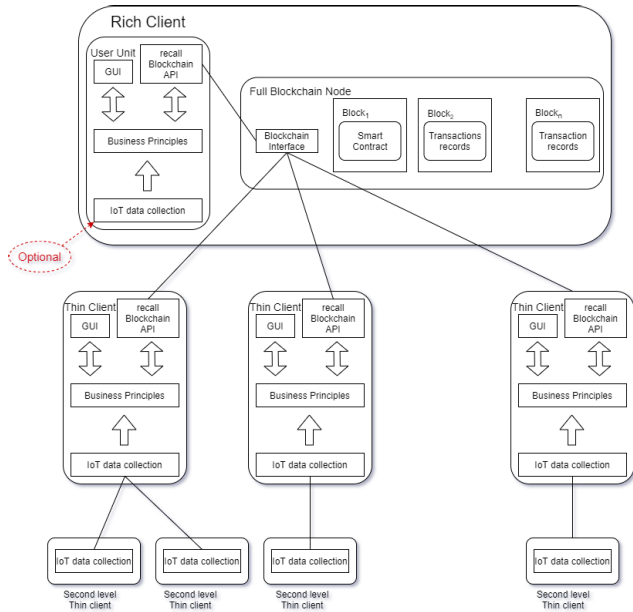 Rich Client
User Unit
GUI
recall
Blockchain
API
Business Principles
IoT data collection
Optional
Full Blockchain Node
Blockchain
Interface
Block1
Smart
Contract
Block2
Transactions
records
Blockn
Transaction
records
Thin Client
GUI
recall
Blockchain
API
Business Principles
IoT data collection
Thin Client
GUI
recall
Blockchain
API
Business Principles
IoT data collection
Thin Client
GUI
recall
Blockchain
API
Business Principles
IoT data collection
IoT data collection
Second level
Thin client
IoT data collection
Second level
Thin client
IoT data collection
Second level
Thin client
IoT data collection
Second level
Thin client